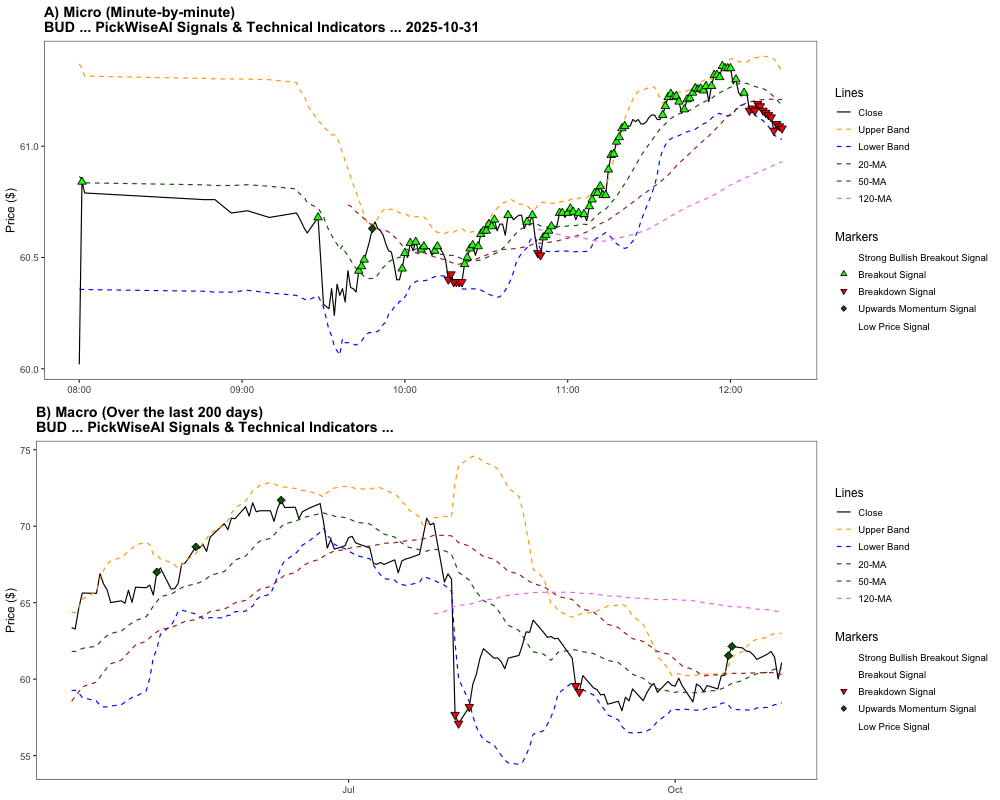 A) Micro (Minute-by-minute)
BUD ... PickWiseAI Signals & Technical Indicators ... 2025-10-31
Price ($)
61.0
60.5
60.0
08:00
09:00
10:00
11:00
12:00
Lines
Close
Upper Band
Lower Band
20-MA
50-MA
120-MA
Markers
Strong Bullish Breakout Signal
Breakout Signal
Breakdown Signal
Upwards Momentum Signal
Low Price Signal
B) Macro (Over the last 200 days)
BUD ... PickWiseAI Signals & Technical Indicators ...
Price ($)
75
70
65
60
55
Jul
Oct
Lines
Close
Upper Band
Lower Band
20-MA
50-MA
120-MA
Markers
Strong Bullish Breakout Signal
Breakout Signal
Breakdown Signal
Upwards Momentum Signal
Low Price Signal